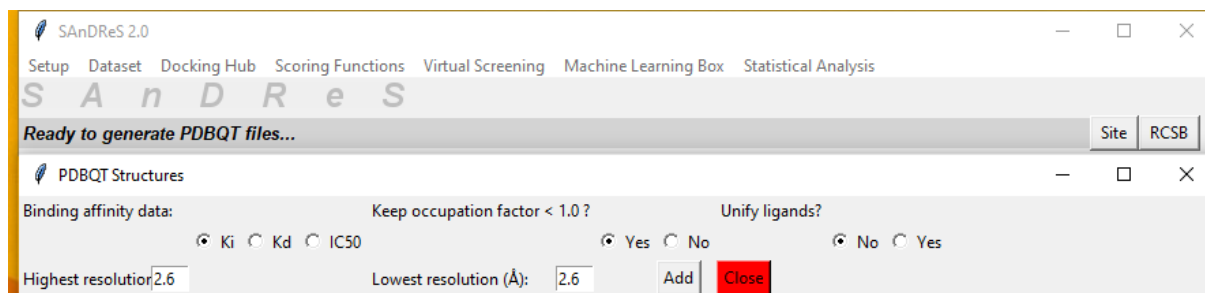 SAnDReS 2.0
Setup Dataset Docking Hub Scoring Functions Virtual Screening Machine Learning Box Statistical Analysis
S A n D R e S
Ready to generate PDBQT files... Site RCSB
PDBQT Structures
Binding affinity data: Keep occupation factor < 1.0 ? Unify ligands?
Ki Kd IC50 Yes No No Yes
Highest resolution 2.6 Lowest resolution (Å): 2.6 Add Close